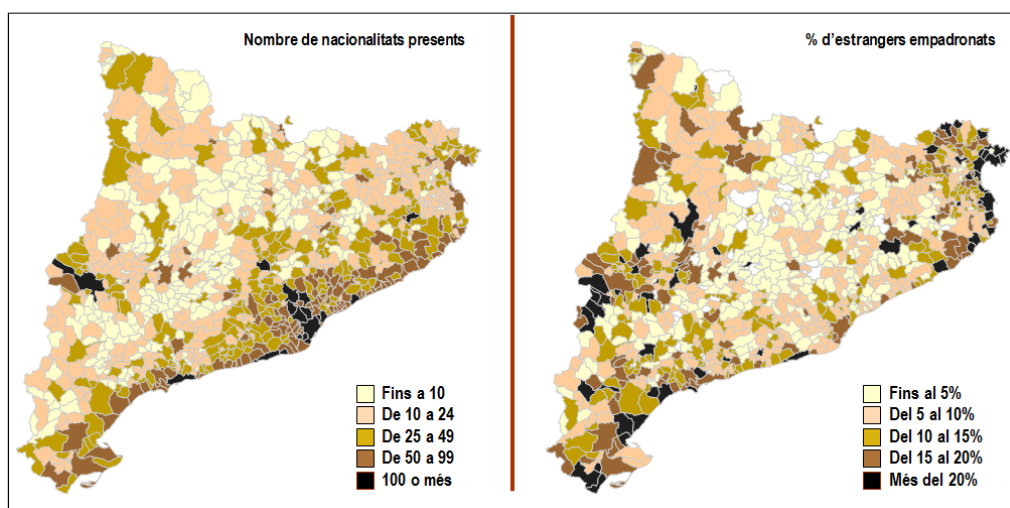 Nombre de nacionalitats presents
Fins a 10
De 10 a 24
De 25 a 49
De 50 a 99
100 o més
% d'estrangers empadronats
Fins al 5%
Del 5 al 10%
Del 10 al 15%
Del 15 al 20%
Més del 20%